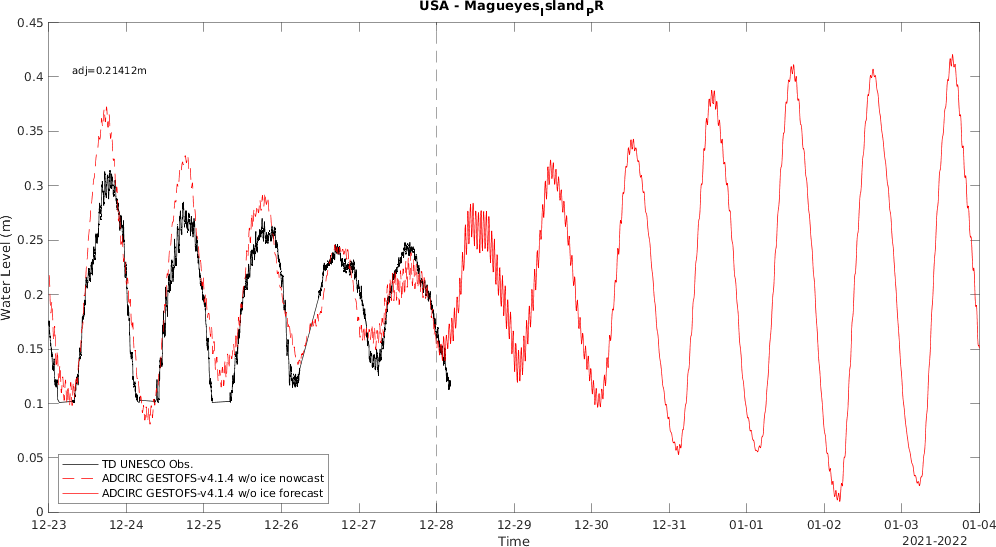 USA - MagueyesIslandPR
0.45
0.4
0.35
0.3
0.25
0.2
0.15
0.1
0.05
0
Water Level (m)
adj=0.21412m
TD UNESCO Obs.
ADCIRC GESTOFS-v4.1.4 w/o ice nowcast
ADCIRC GESTOFS-v4.1.4 w/o ice forecast
12-23 12-24 12-25 12-26 12-27 12-28 12-29 12-30 12-31 01-01 01-02 01-03 01-04
Time
2021-2022